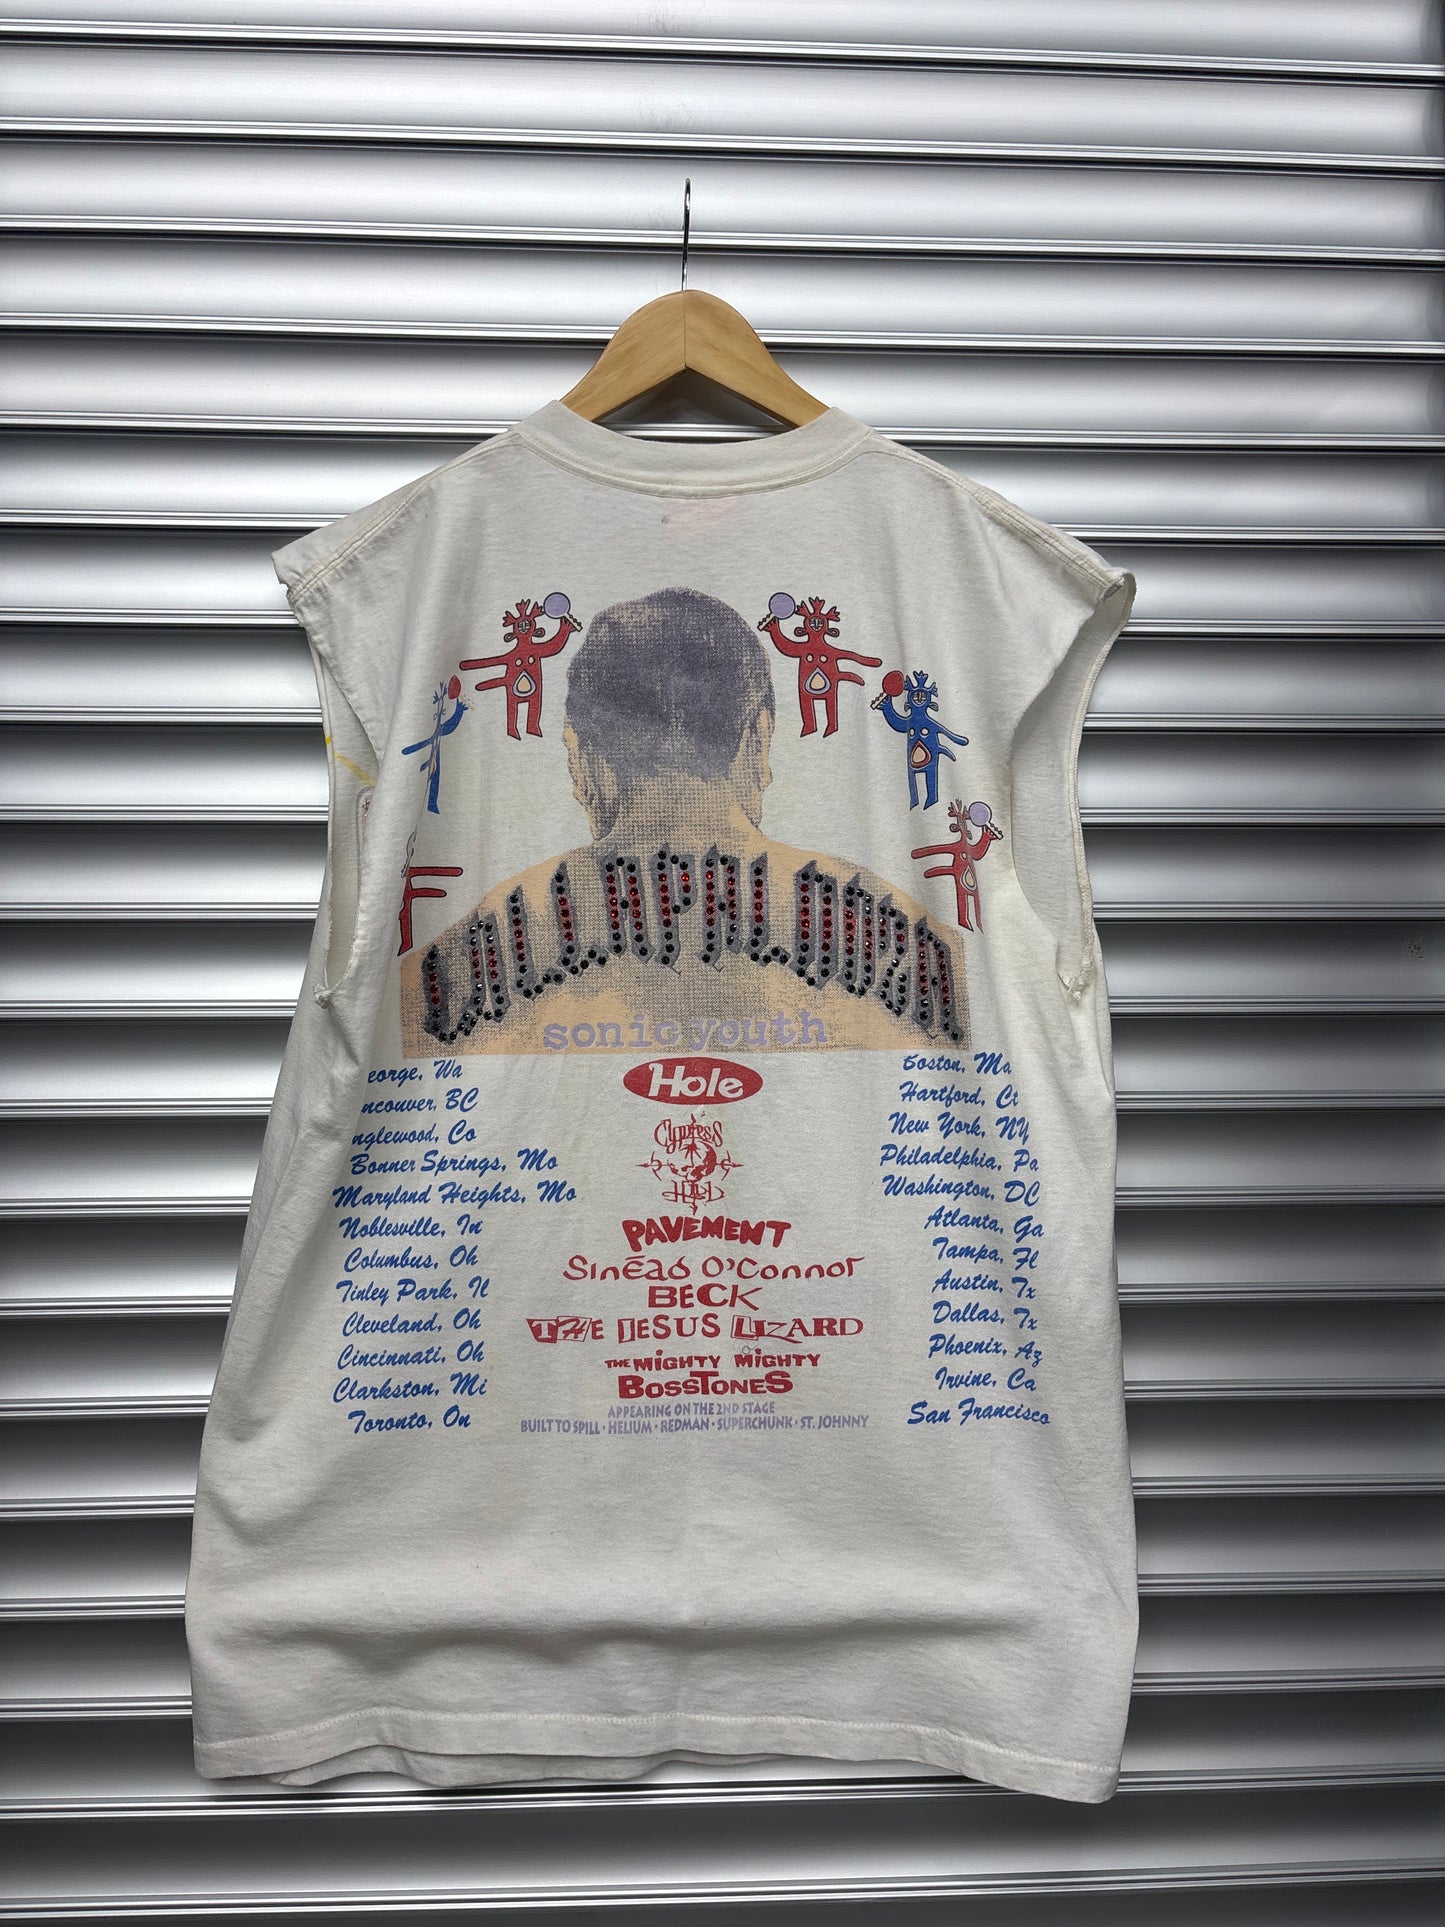 LOLLAPALOOZA
sonic youth
Hole
Cypress
Hill
PAVEMENT
Sinéad O'Connor
BECK
THE JESUS LIZARD
THE MIGHTY MIGHTY
BOSSTONES
APPEARING ON THE 2ND STAGE
BUILT TO SPILL · HELIUM · REDMAN · SUPERCHUNK · ST. JOHNNY
eorge, Wa
ncouver, BC
nglewood, Co
Bonner Springs, Mo
Maryland Heights, Mo
Noblesville, In
Columbus, Oh
Tinley Park, Il
Cleveland, Oh
Cincinnati, Oh
Clarkston, Mi
Toronto, On
Boston, Ma
Hartford, Ct
New York, NY
Philadelphia, Pa
Washington, DC
Atlanta, Ga
Tampa, Fl
Austin, Tx
Dallas, Tx
Phoenix, Az
Irvine, Ca
San Francisco